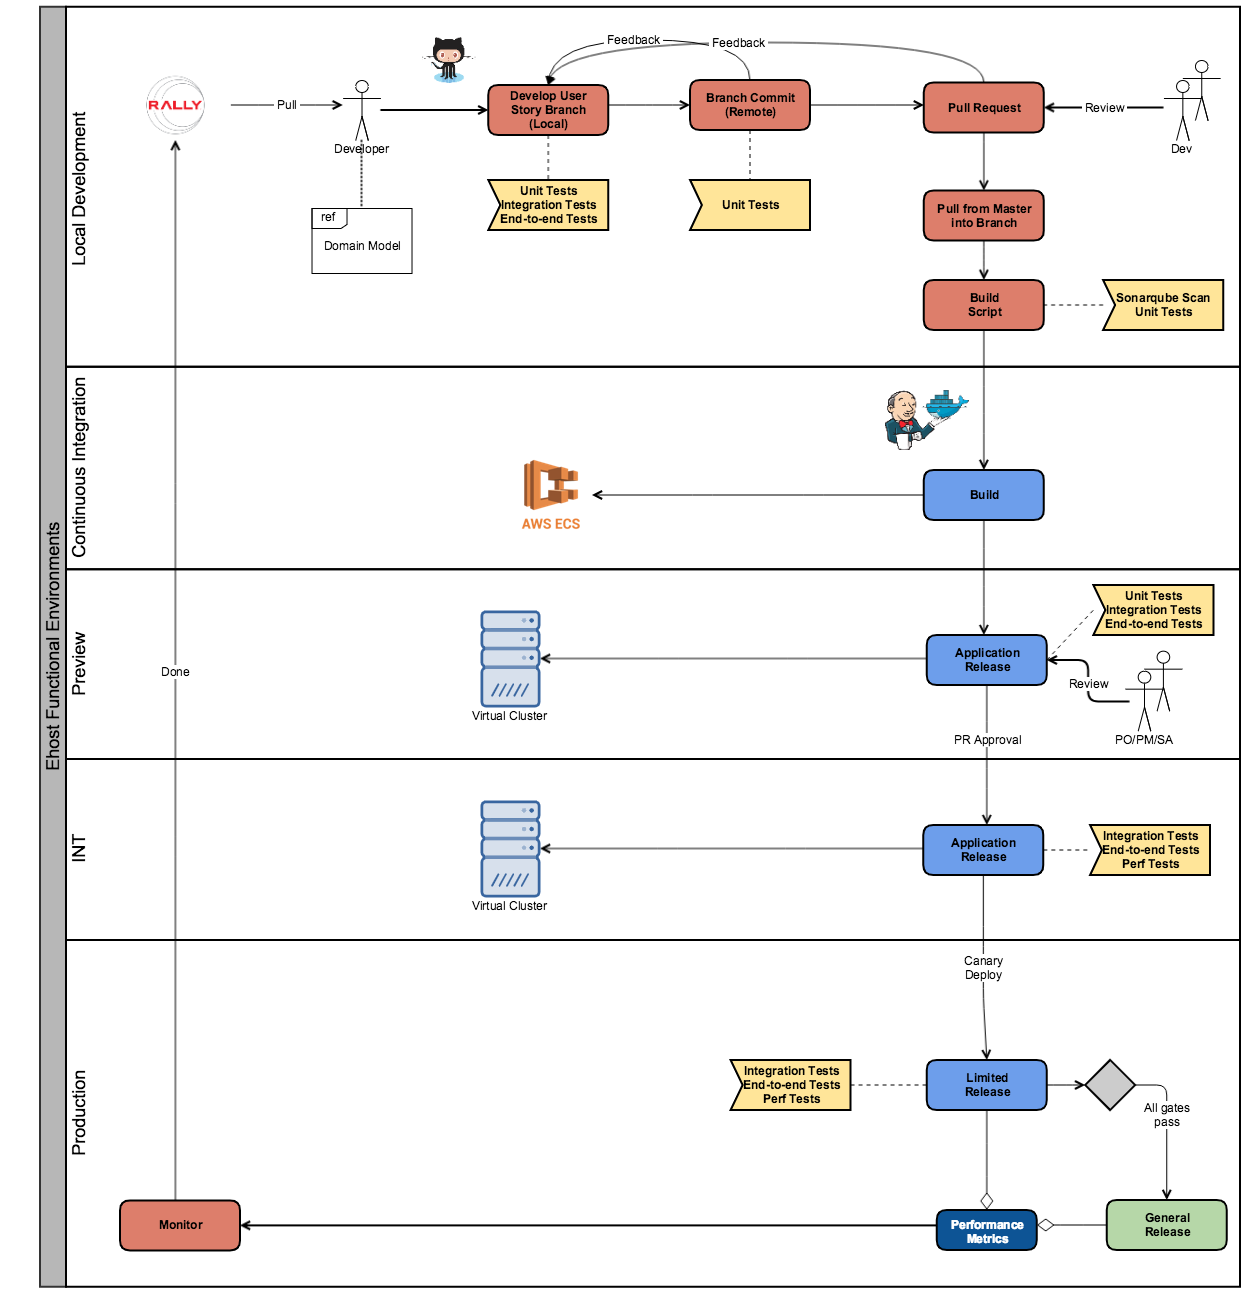 Ehost Functional Environments
Local Development
RALLY
Pull
Developer
ref
Domain Model
Develop User
Story Branch
(Local)
Feedback
Feedback
Branch Commit
(Remote)
Pull Request
Review
Dev
Unit Tests
Integration Tests
End-to-end Tests
Unit Tests
Pull from Master
into Branch
Build
Script
Sonarqube Scan
Unit Tests
Continuous Integration
Build
AWS ECS
Preview
Done
Virtual Cluster
Application
Release
Unit Tests
Integration Tests
End-to-end Tests
Review
PO/PM/SA
PR Approval
INT
Virtual Cluster
Application
Release
Integration Tests
End-to-end Tests
Perf Tests
Production
Canary
Deploy
Integration Tests
End-to-end Tests
Perf Tests
Limited
Release
All gates
pass
Monitor
Performance
Metrics
General
Release